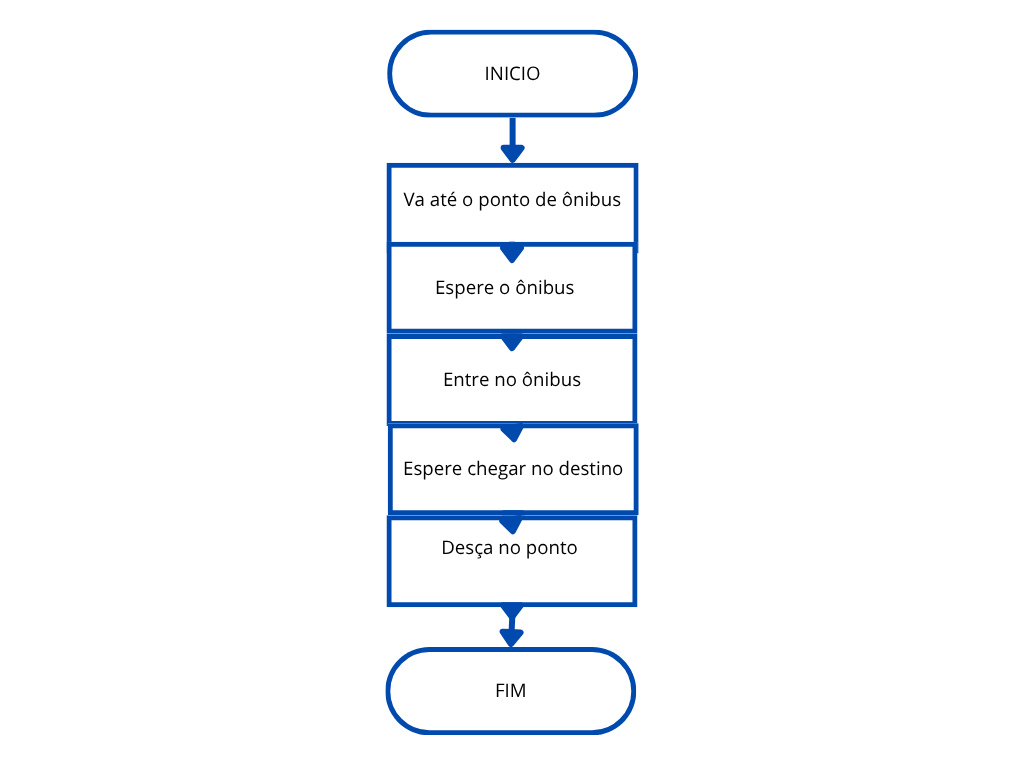 INICIO
Va até o ponto de ônibus
Espere o ônibus
Entre no ônibus
Espere chegar no destino
Desça no ponto
FIM